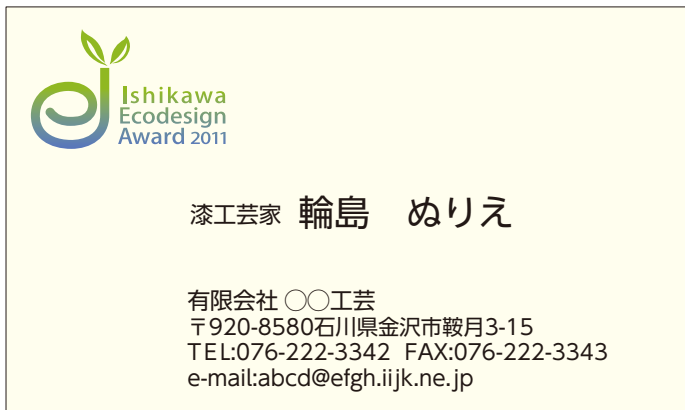 Ishikawa
Ecodesign
Award 2011
漆工芸家 輪島　ぬりえ
有限会社 ○○工芸
〒920-8580石川県金沢市鞍月3-15
TEL:076-222-3342 FAX:076-222-3343
e-mail:abcd@efgh.iijk.ne.jp